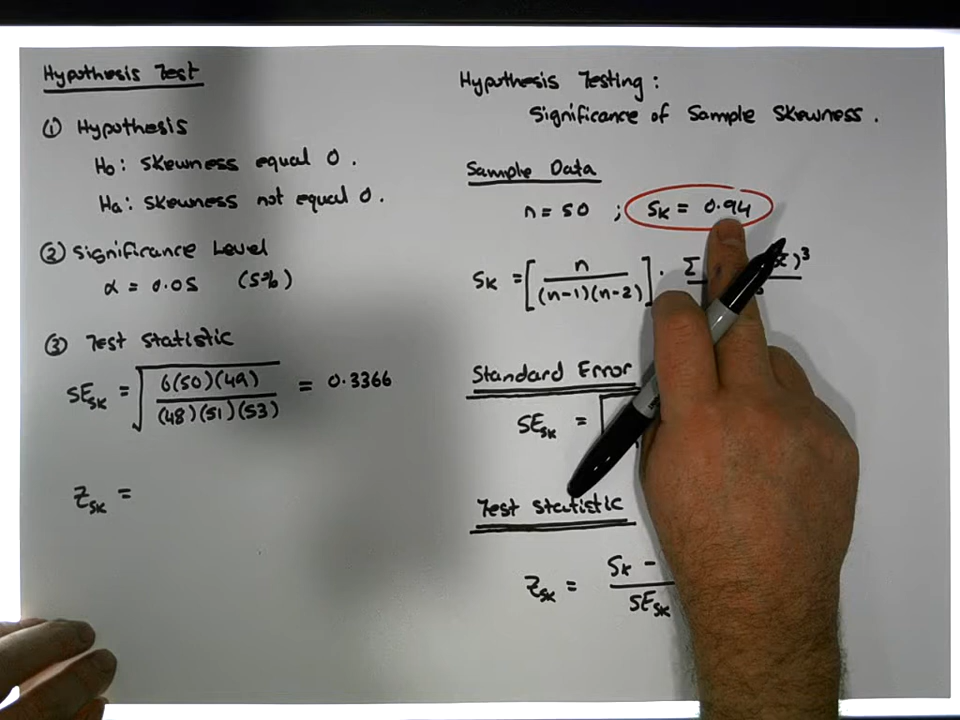 Hypothesis Test
① Hypothesis
H₀: Skewness equal 0.
Hₐ: Skewness not equal 0.
② Significance Level
α = 0.05 (5%)
③ Test Statistic
SE_SK = √(6(50)(49) / (48)(51)(53)) = 0.3366
Z_SK =
Hypothesis Testing:
Significance of Sample Skewness.
Sample Data
n = 50 ; SK = 0.94
SK = [n / (n-1)(n-2)] · Σ )³
Standard Error
SE_SK =
Test Statistic
Z_SK = SK - / SE_SK